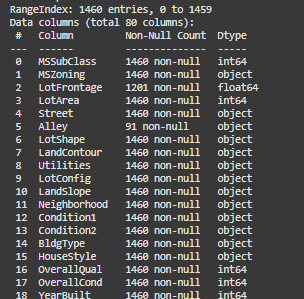 RangeIndex: 1460 entries, 0 to 1459
Data columns (total 80 columns):
 #   Column         Non-Null Count  Dtype
---  ------         --------------  -----
 0   MSSubClass     1460 non-null   int64
 1   MSZoning       1460 non-null   object
 2   LotFrontage    1201 non-null   float64
 3   LotArea        1460 non-null   int64
 4   Street         1460 non-null   object
 5   Alley          91 non-null     object
 6   LotShape       1460 non-null   object
 7   LandContour    1460 non-null   object
 8   Utilities      1460 non-null   object
 9   LotConfig      1460 non-null   object
 10  LandSlope      1460 non-null   object
 11  Neighborhood   1460 non-null   object
 12  Condition1     1460 non-null   object
 13  Condition2     1460 non-null   object
 14  BldgType       1460 non-null   object
 15  HouseStyle     1460 non-null   object
 16  OverallQual    1460 non-null   int64
 17  OverallCond    1460 non-null   int64
 18  YearBuilt      1460 non-null   int64